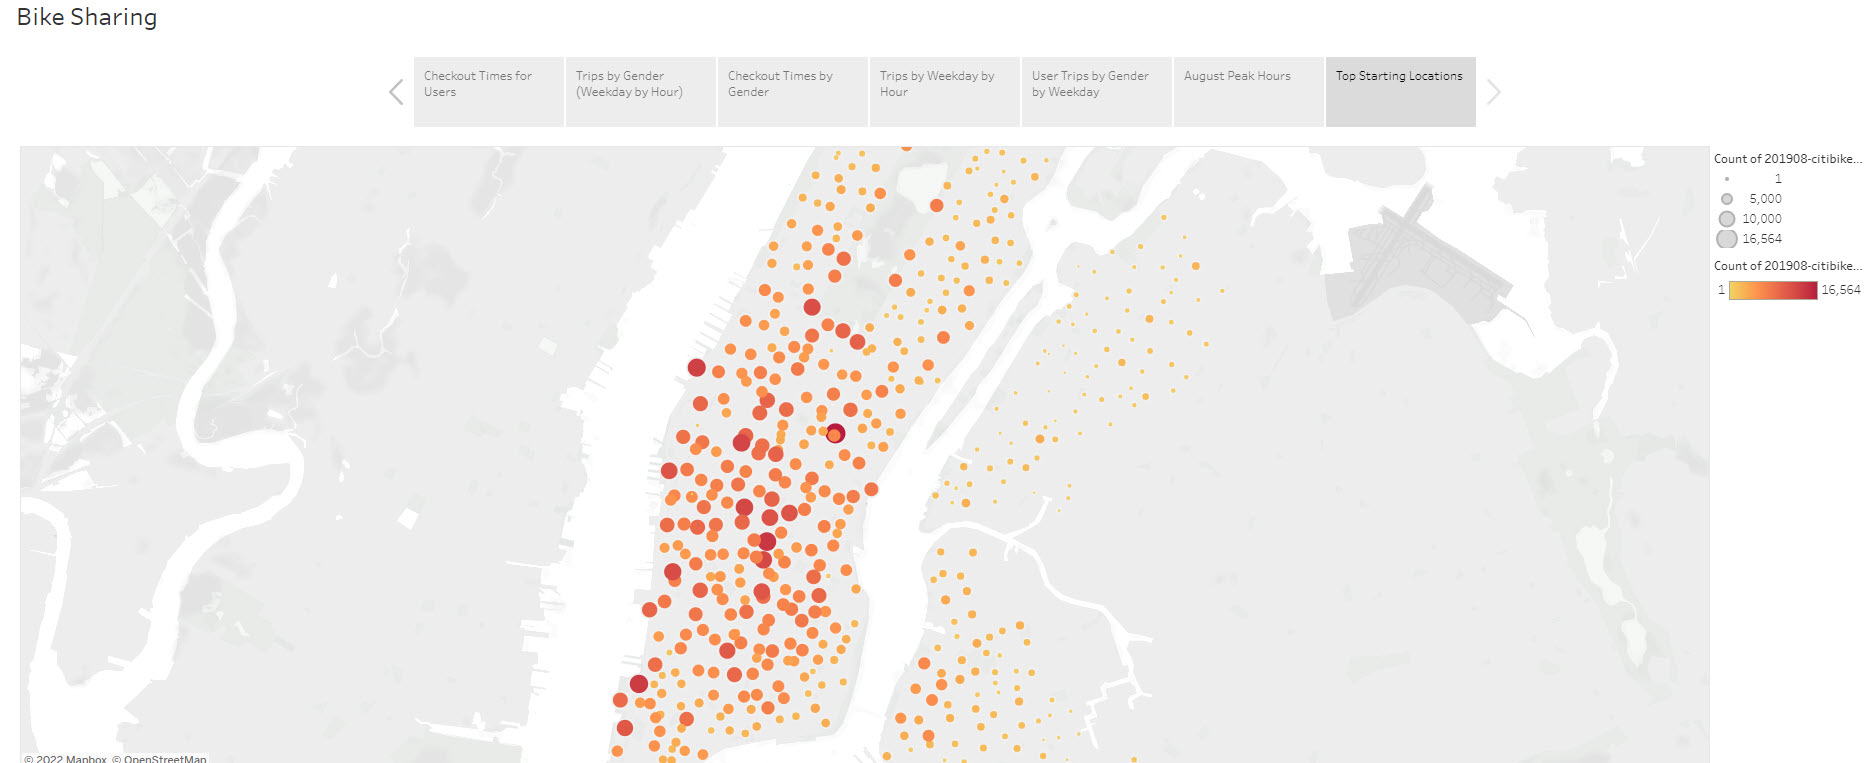 Bike Sharing
Checkout Times for
Users
Trips by Gender
(Weekday by Hour)
Checkout Times by
Gender
Trips by Weekday by
Hour
User Trips by Gender
by Weekday
August Peak Hours
Top Starting Locations
Count of 201908-citibike...
1
5,000
10,000
16,564
Count of 201908-citibike...
1 16,564
© 2022 Mapbox © OpenStreetMap